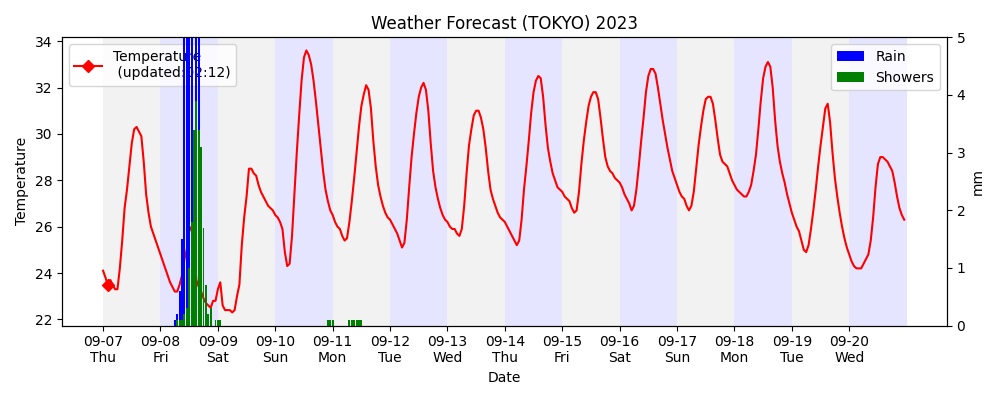 Weather Forecast (TOKYO) 2023
Temperature
(updated:02:12)
Rain
Showers
Temperature
34
32
30
28
26
24
22
5
4
3
2
1
0
mm
09-07 09-08 09-09 09-10 09-11 09-12 09-13 09-14 09-15 09-16 09-17 09-18 09-19 09-20
Thu Fri Sat Sun Mon Tue Wed Thu Fri Sat Sun Mon Tue Wed
Date